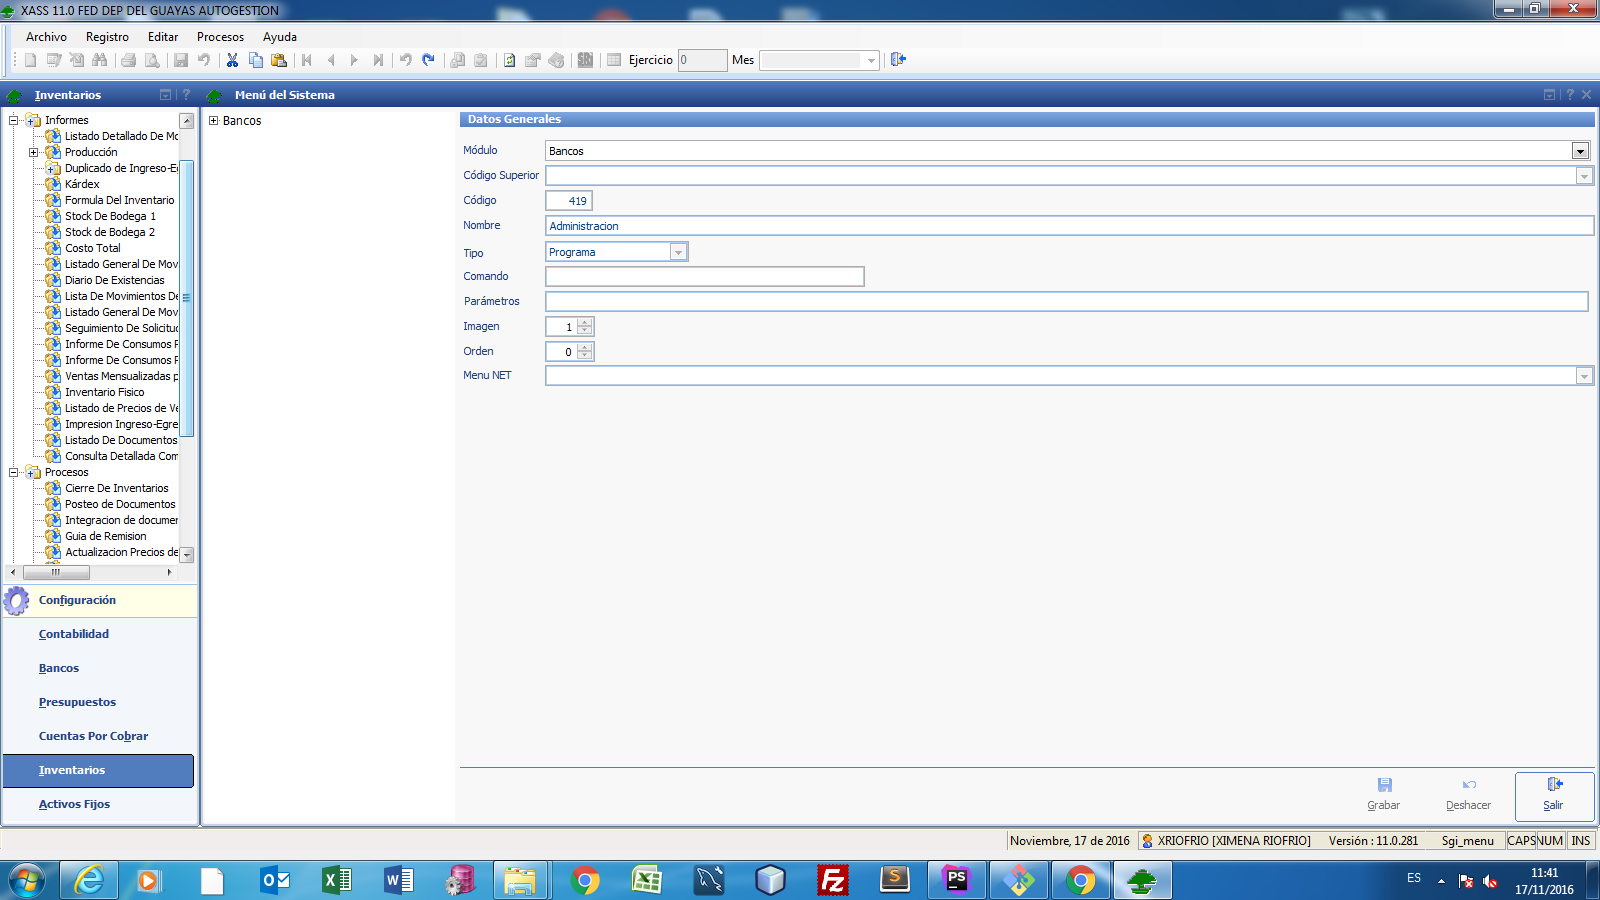 XASS 11.0 FED DEP DEL GUAYAS AUTOGESTION
Archivo Registro Editar Procesos Ayuda
Ejercicio 0 Mes
Inventarios
Menú del Sistema
Informes
Listado Detallado De Mo
Producción
Duplicado de Ingreso-Eg
Kárdex
Formula Del Inventario
Stock De Bodega 1
Stock de Bodega 2
Costo Total
Listado General De Mov
Diario De Existencias
Lista De Movimientos De
Listado General De Mov
Seguimiento De Solicitud
Informe De Consumos P
Informe De Consumos P
Ventas Mensualizadas p
Inventario Fisico
Listado de Precios de Ve
Impresion Ingreso-Egre
Listado De Documentos
Consulta Detallada Com
Procesos
Cierre De Inventarios
Posteo de Documentos
Integracion de documen
Guia de Remision
Actualizacion Precios de
Configuración
Contabilidad
Bancos
Presupuestos
Cuentas Por Cobrar
Inventarios
Activos Fijos
Bancos
Datos Generales
Módulo Bancos
Código Superior
Código 419
Nombre Administracion
Tipo Programa
Comando
Parámetros
Imagen 1
Orden 0
Menu NET
Grabar Deshacer Salir
Noviembre, 17 de 2016 XRIOFRIO [XIMENA RIOFRIO] Versión : 11.0.281 Sgi_menu CAPS NUM INS
ES
11:41
17/11/2016